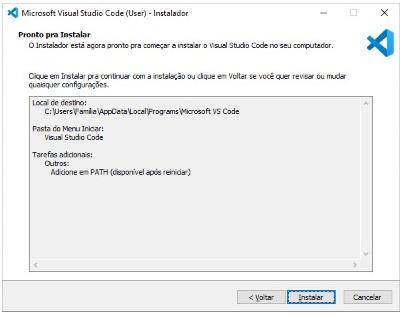 Microsoft Visual Studio Code (User) - Instalador
Pronto pra Instalar
O Instalador está agora pronto pra começar a instalar o Visual Studio Code no seu computador.
Clique em Instalar pra continuar com a instalação ou clique em Voltar se você quer revisar ou mudar
quaisquer configurações.
Local de destino:
C:\Users\Família\AppData\Local\Programs\Microsoft VS Code
Pasta do Menu Iniciar:
Visual Studio Code
Tarefas adicionais:
Outros:
Adicione em PATH (disponível após reiniciar)
< Voltar
Instalar
Cancelar